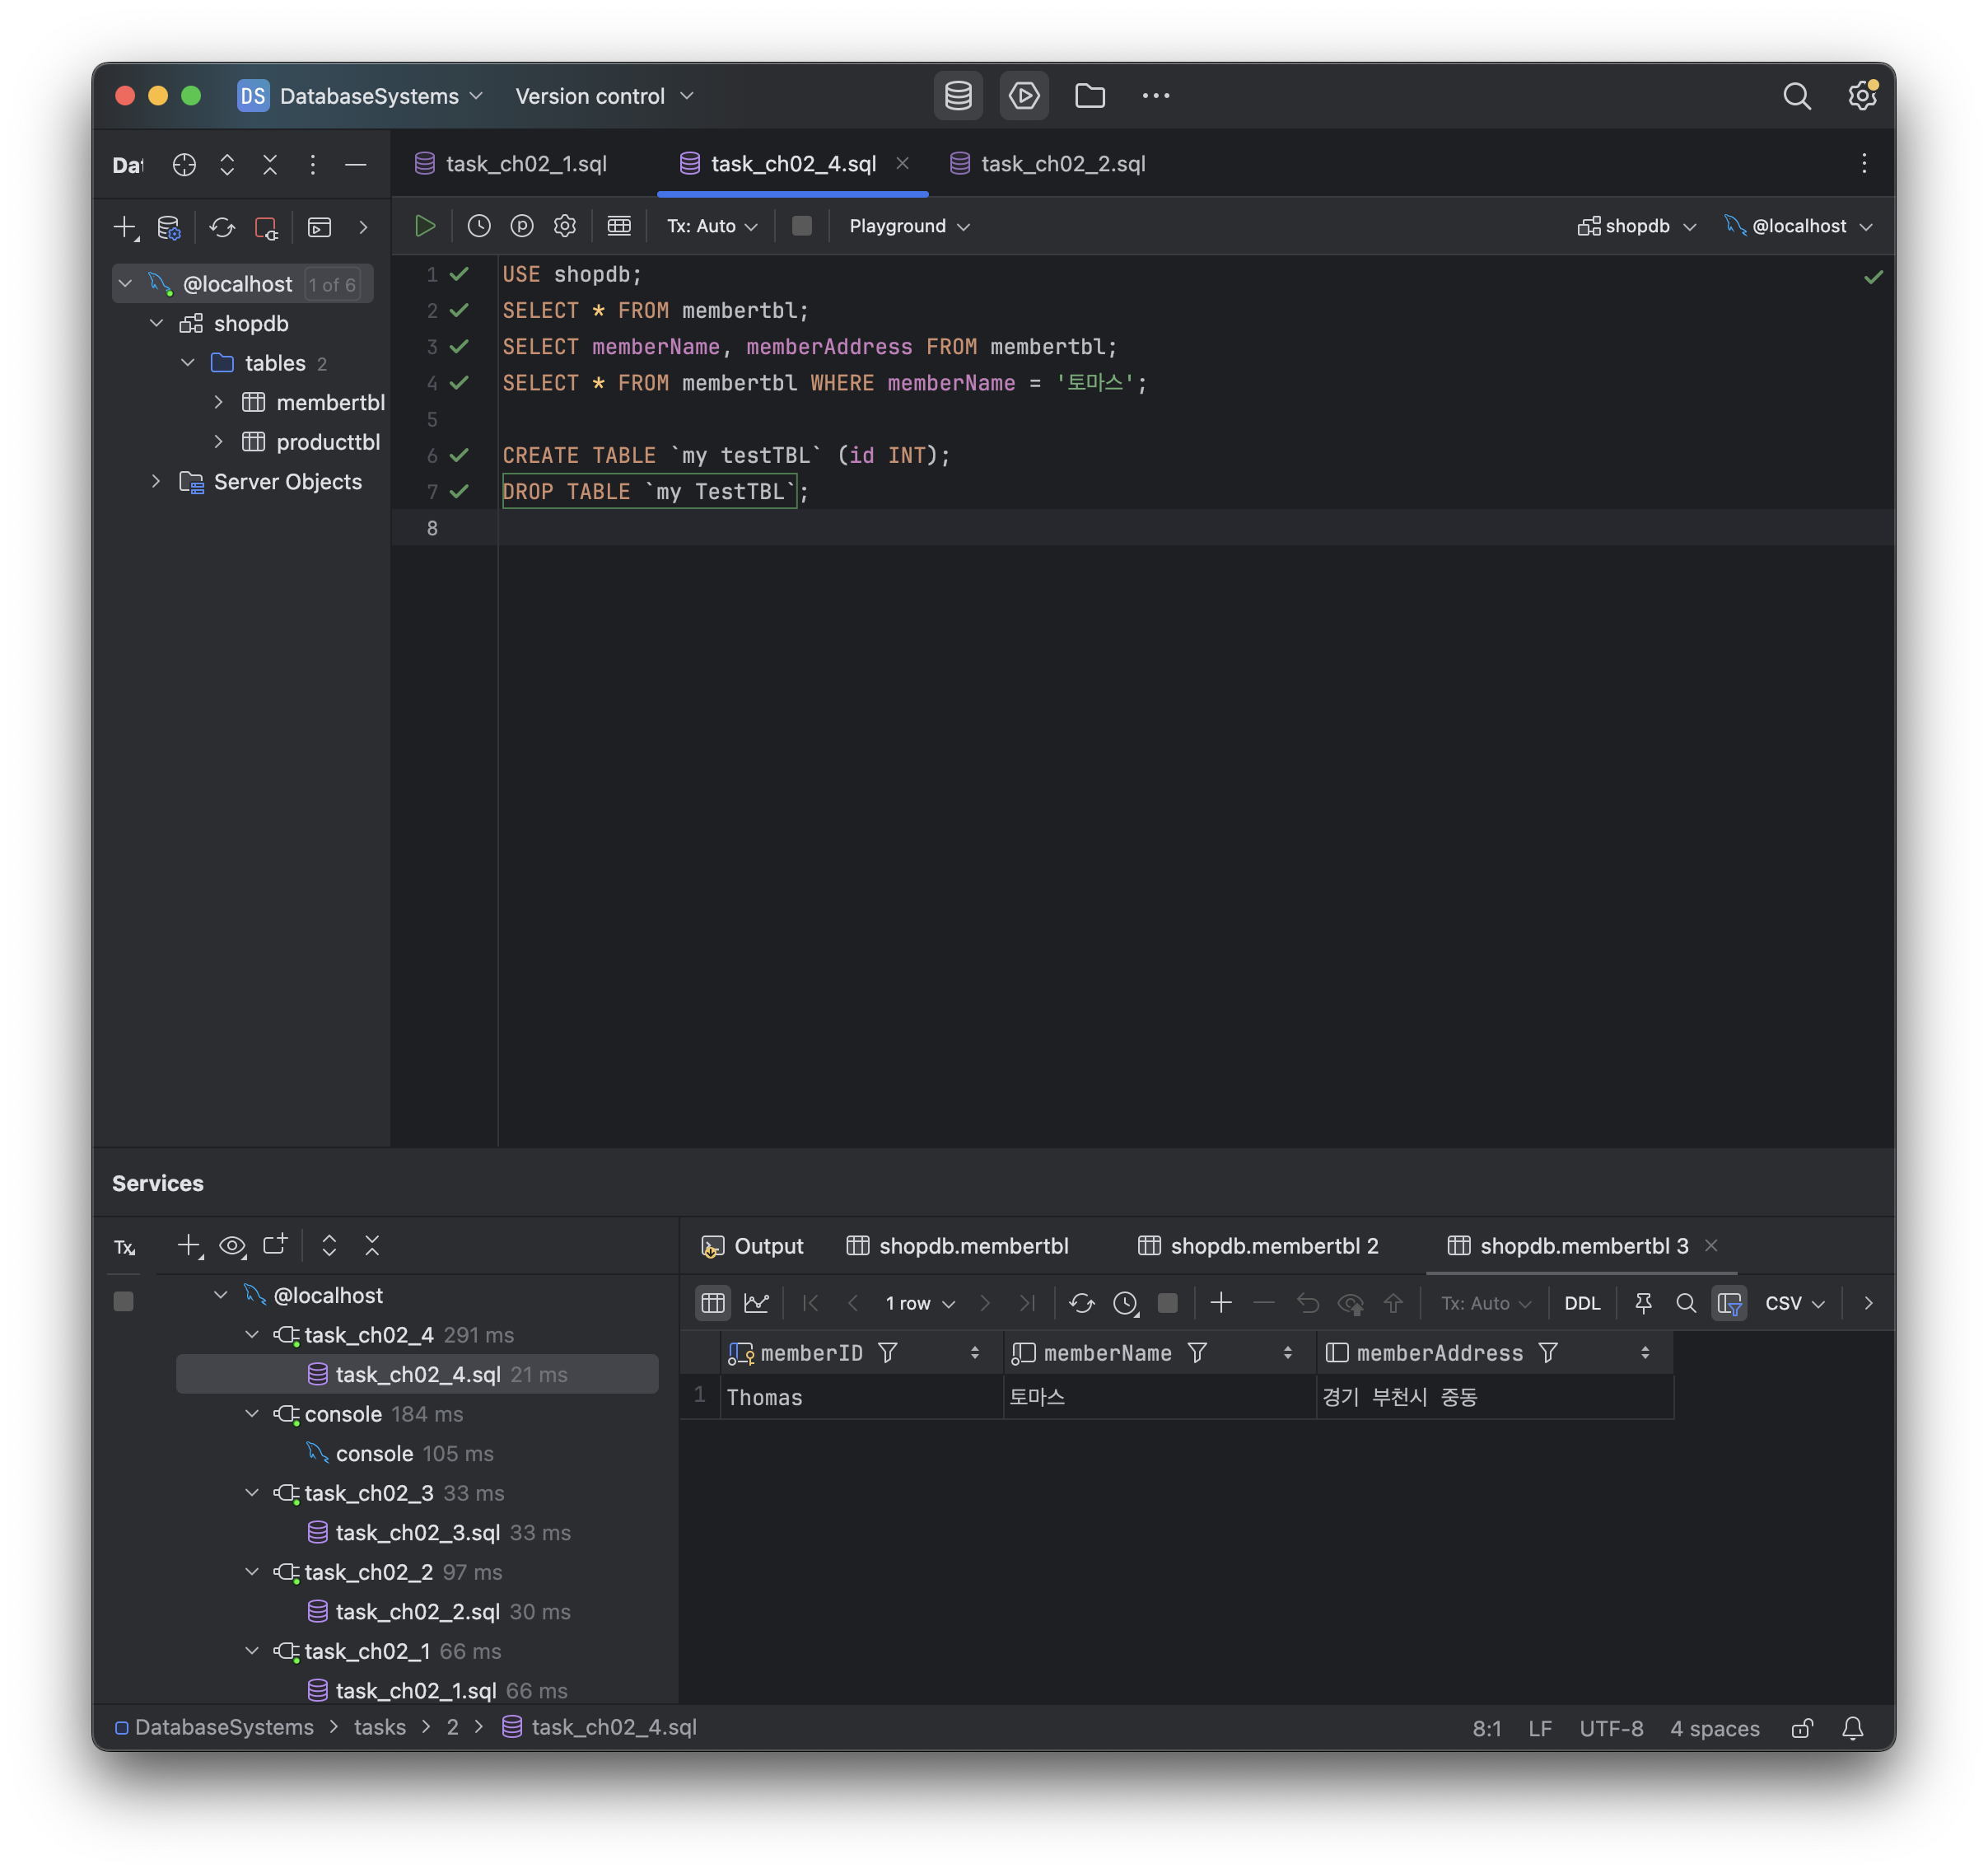 DS DatabaseSystems Version control
Dat
task_ch02_1.sql task_ch02_4.sql task_ch02_2.sql
Tx: Auto Playground shopdb @localhost
@localhost 1 of 6
shopdb
tables 2
membertbl
producttbl
Server Objects
1 USE shopdb;
2 SELECT * FROM membertbl;
3 SELECT memberName, memberAddress FROM membertbl;
4 SELECT * FROM membertbl WHERE memberName = '토마스';
5
6 CREATE TABLE `my testTBL` (id INT);
7 DROP TABLE `my TestTBL`;
8
Services
Tx
@localhost
task_ch02_4 291 ms
task_ch02_4.sql 21 ms
console 184 ms
console 105 ms
task_ch02_3 33 ms
task_ch02_3.sql 33 ms
task_ch02_2 97 ms
task_ch02_2.sql 30 ms
task_ch02_1 66 ms
task_ch02_1.sql 66 ms
Output shopdb.membertbl shopdb.membertbl 2 shopdb.membertbl 3
1 row Tx: Auto DDL CSV
memberID memberName memberAddress
1 Thomas 토마스 경기 부천시 중동
DatabaseSystems > tasks > 2 > task_ch02_4.sql
8:1 LF UTF-8 4 spaces